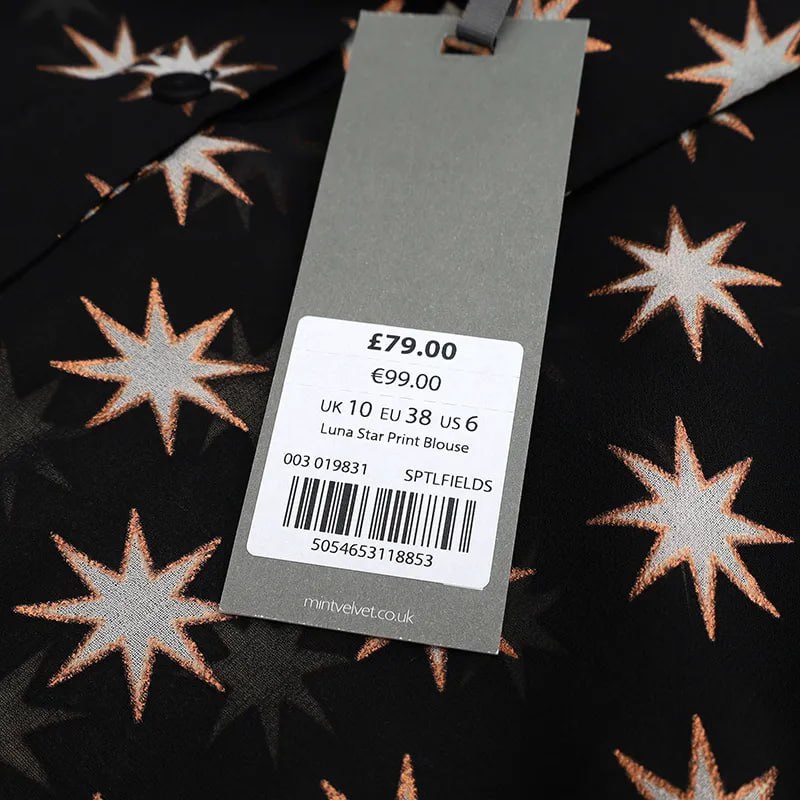 £79.00
€99.00
UK 10 EU 38 US 6
Luna Star Print Blouse
003 019831 SPTLFIELDS
5054653118853
mintvelvet.co.uk